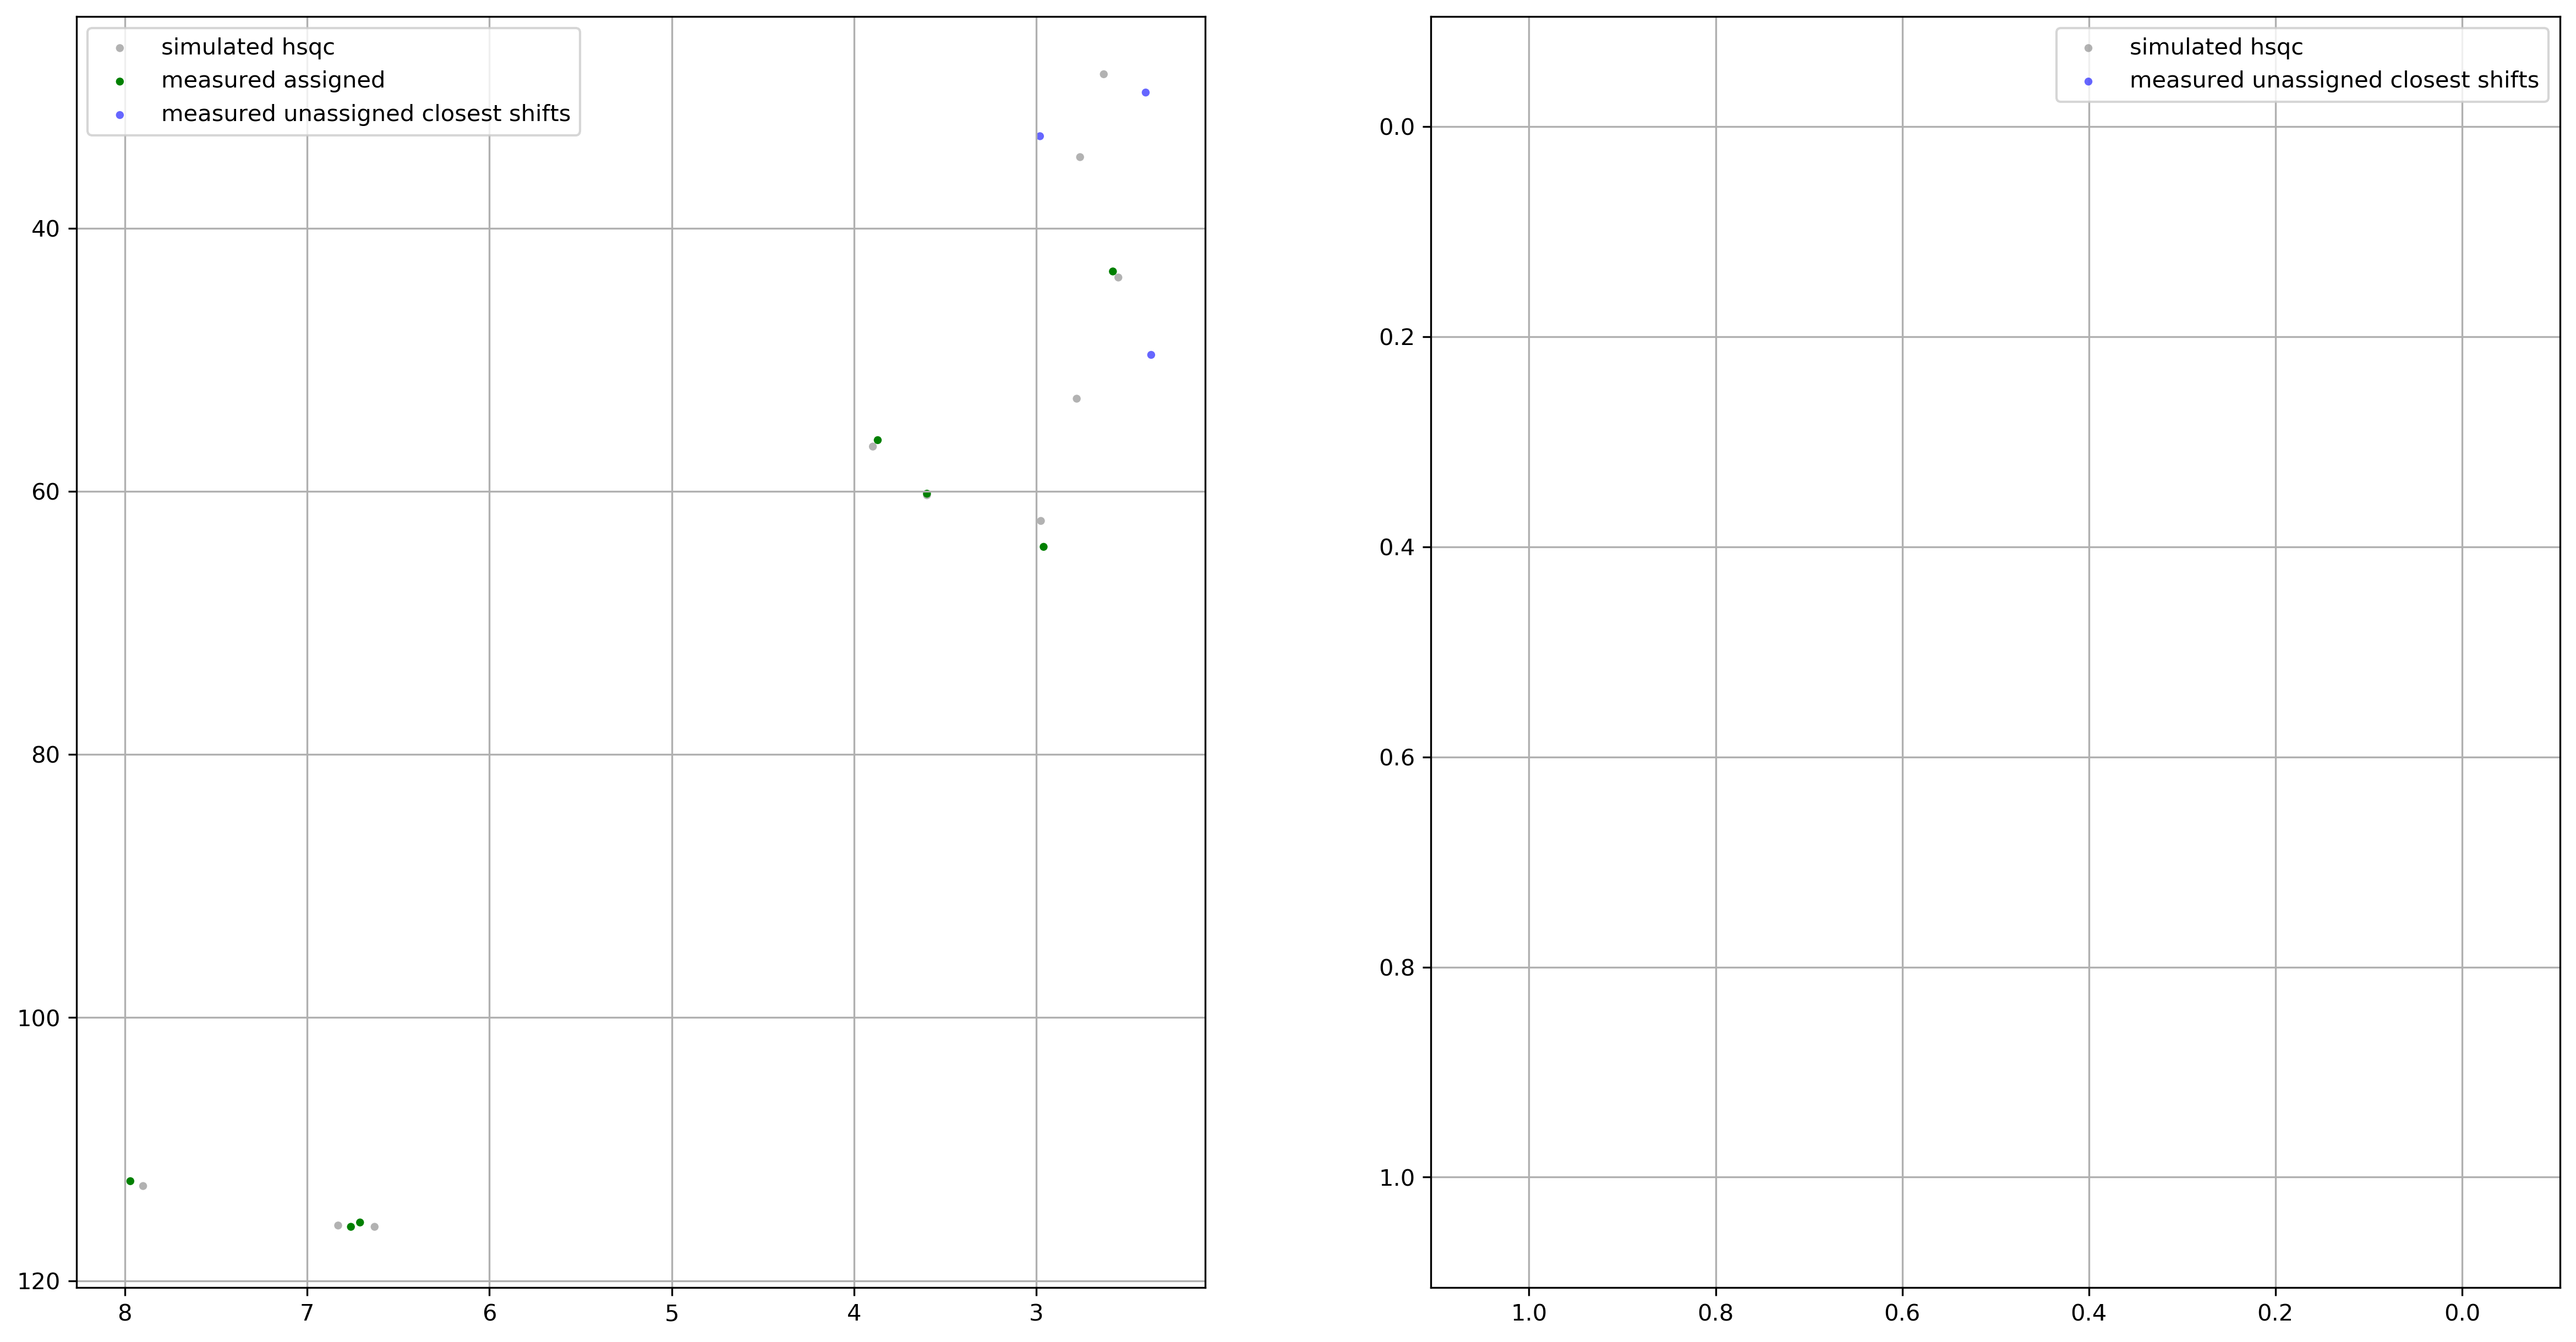 simulated hsqc
measured assigned
measured unassigned closest shifts
40
60
80
100
120
8 7 6 5 4 3
simulated hsqc
measured unassigned closest shifts
0.0
0.2
0.4
0.6
0.8
1.0
1.0 0.8 0.6 0.4 0.2 0.0